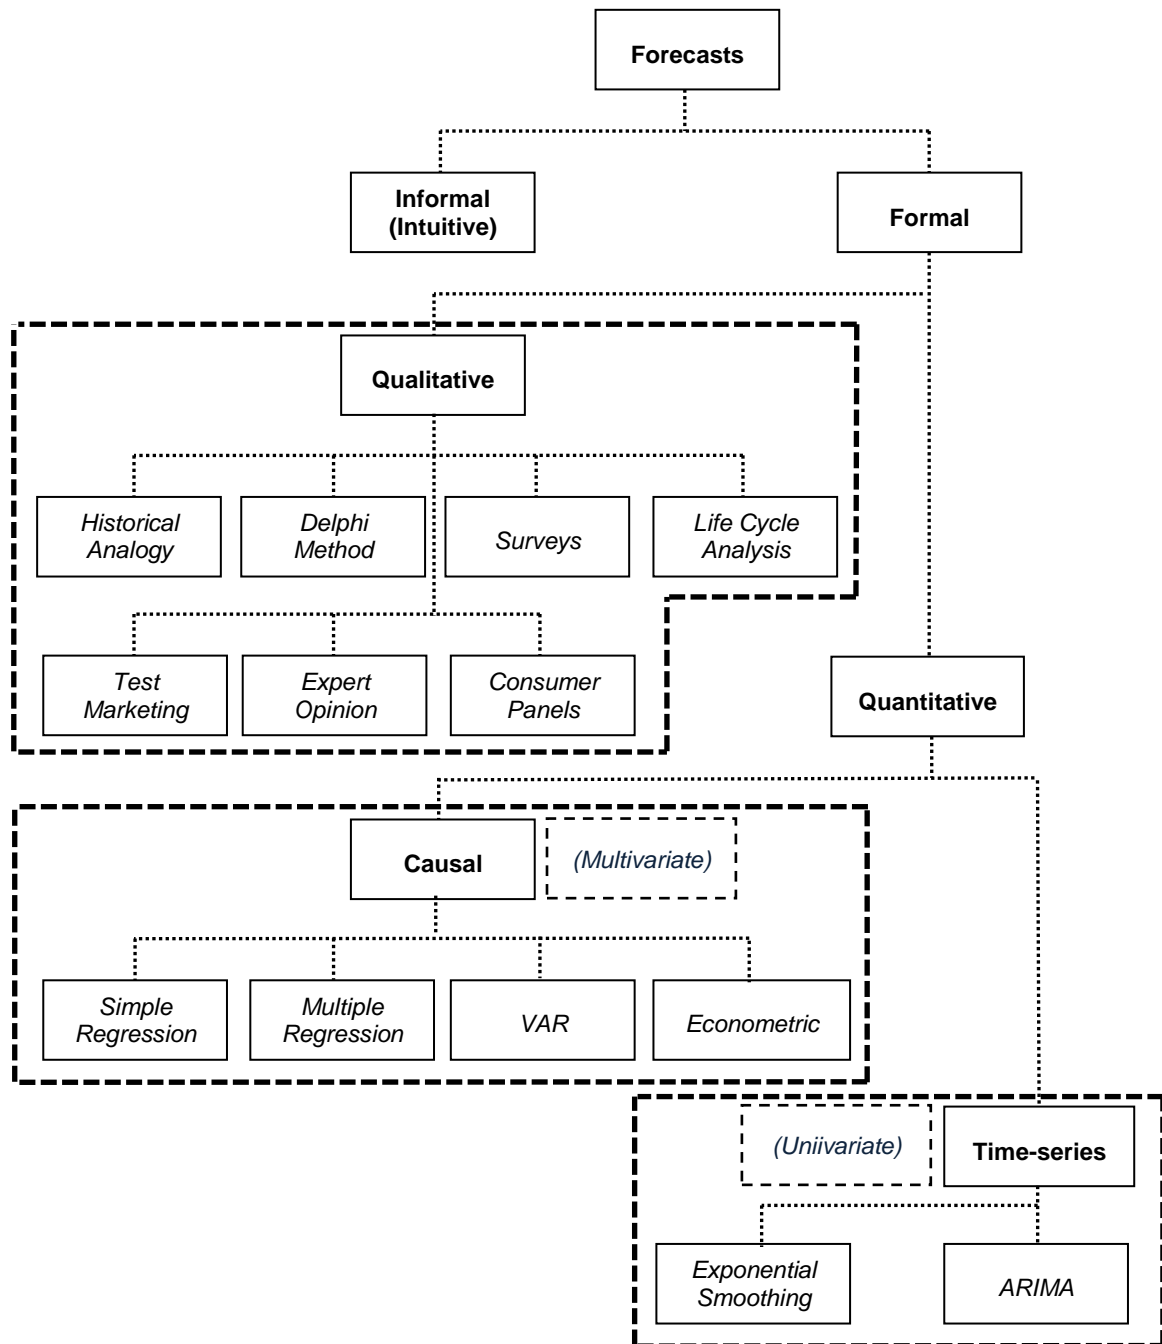 Forecasts
Informal
(Intuitive)
Formal
Qualitative
Historical
Analogy
Delphi
Method
Surveys
Life Cycle
Analysis
Test
Marketing
Expert
Opinion
Consumer
Panels
Quantitative
Causal
(Multivariate)
Simple
Regression
Multiple
Regression
VAR
Econometric
(Uniivariate)
Time-series
Exponential
Smoothing
ARIMA